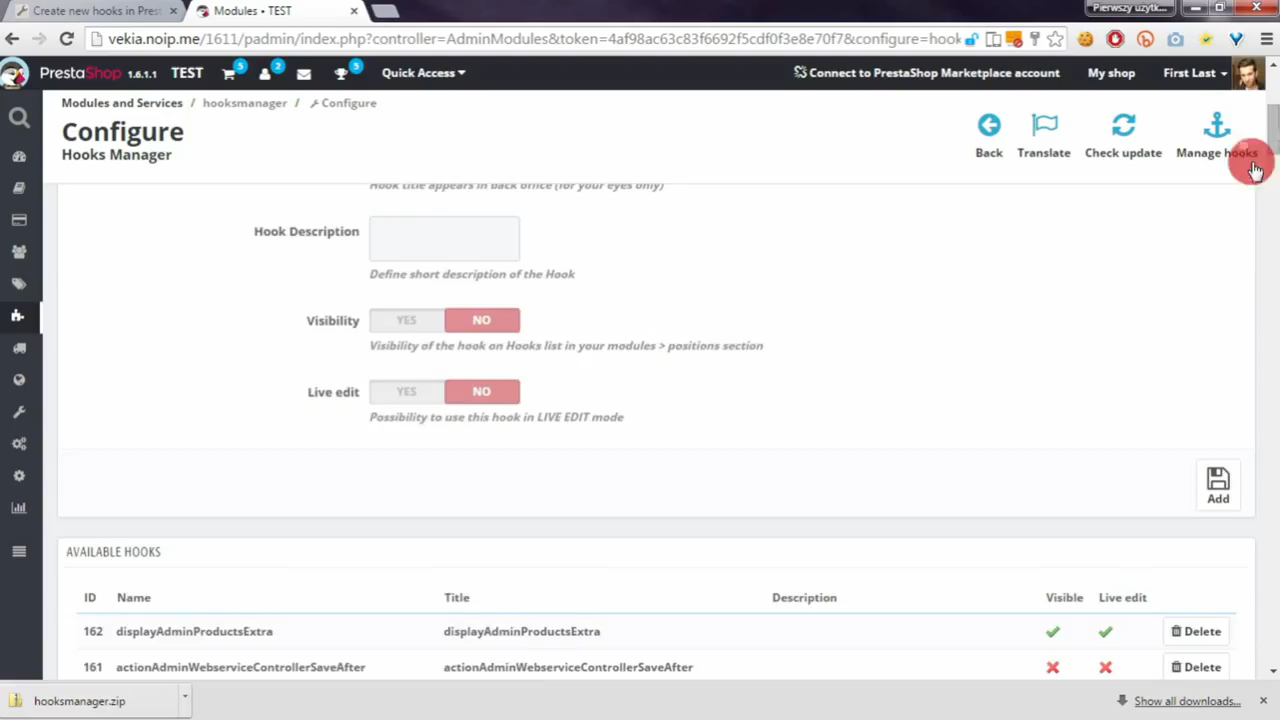 Create new hooks in Prest
Modules • TEST
Pierwszy użytk...
vekia.noip.me/1611/padmin/index.php?controller=AdminModules&token=4af98ac63c83f6692f5cdf0f3e8e70f7&configure=hook
PrestaShop 1.6.1.1 TEST 5 2 5 Quick Access Connect to PrestaShop Marketplace account My shop First Last
Modules and Services / hooksmanager / Configure
Configure
Hooks Manager
Back Translate Check update Manage hooks
Hook title appears in back office (for your eyes only)
Hook Description
Define short description of the Hook
Visibility YES NO
Visibility of the hook on Hooks list in your modules > positions section
Live edit YES NO
Possibility to use this hook in LIVE EDIT mode
Add
AVAILABLE HOOKS
ID Name Title Description Visible Live edit
162 displayAdminProductsExtra displayAdminProductsExtra Delete
161 actionAdminWebserviceControllerSaveAfter actionAdminWebserviceControllerSaveAfter Delete
hooksmanager.zip
Show all downloads...